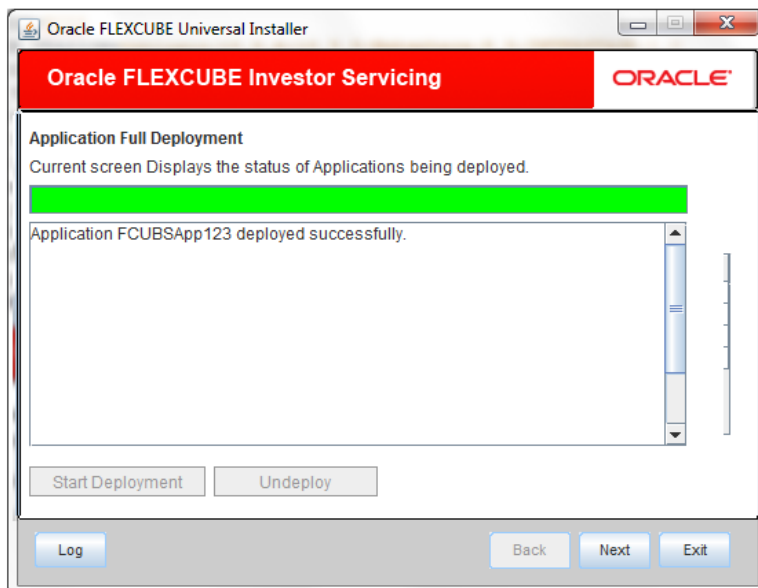 Oracle FLEXCUBE Universal Installer
Oracle FLEXCUBE Investor Servicing
ORACLE
Application Full Deployment
Current screen Displays the status of Applications being deployed.
Application FCUBSApp123 deployed successfully.
Start Deployment Undeploy
Log Back Next Exit